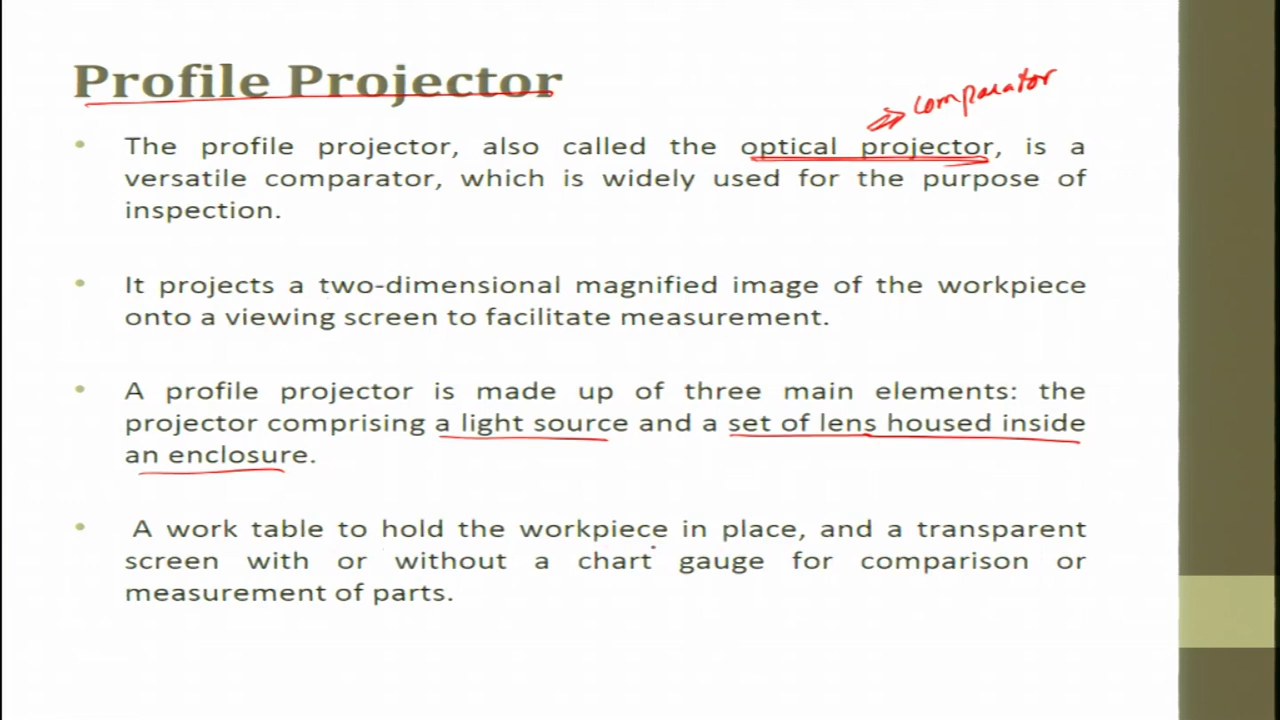 Profile Projector
comparator
• The profile projector, also called the optical projector, is a
versatile comparator, which is widely used for the purpose of
inspection.
• It projects a two-dimensional magnified image of the workpiece
onto a viewing screen to facilitate measurement.
• A profile projector is made up of three main elements: the
projector comprising a light source and a set of lens housed inside
an enclosure.
• A work table to hold the workpiece in place, and a transparent
screen with or without a chart gauge for comparison or
measurement of parts.